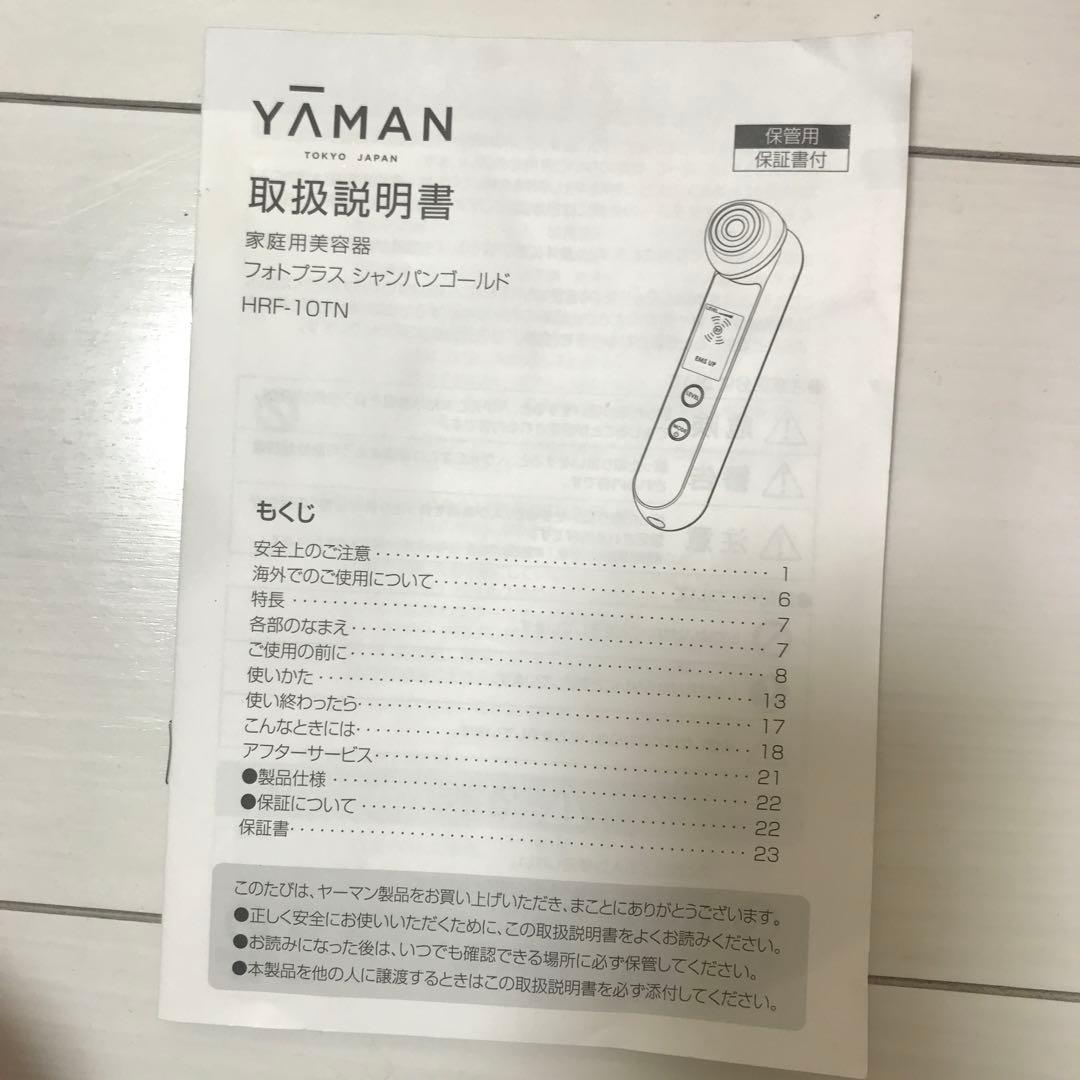 YAMAN
TOKYO JAPAN
保管用
保証書付
取扱説明書
家庭用美容器
フォトプラス シャンパンゴールド
HRF-10TN
LEVEL
EMS UP
LEVEL
MODE
もくじ
安全上のご注意 1
海外でのご使用について 6
特長 7
各部のなまえ 7
ご使用の前に 8
使いかた 13
使い終わったら 17
こんなときには 18
アフターサービス 21
●製品仕様 22
●保証について 22
保証書 23
このたびは、ヤーマン製品をお買い上げいただき、まことにありがとうございます。
●正しく安全にお使いいただくために、この取扱説明書をよくお読みください。
●お読みになった後は、いつでも確認できる場所に必ず保管してください。
●本製品を他の人に譲渡するときはこの取扱説明書を必ず添付してください。